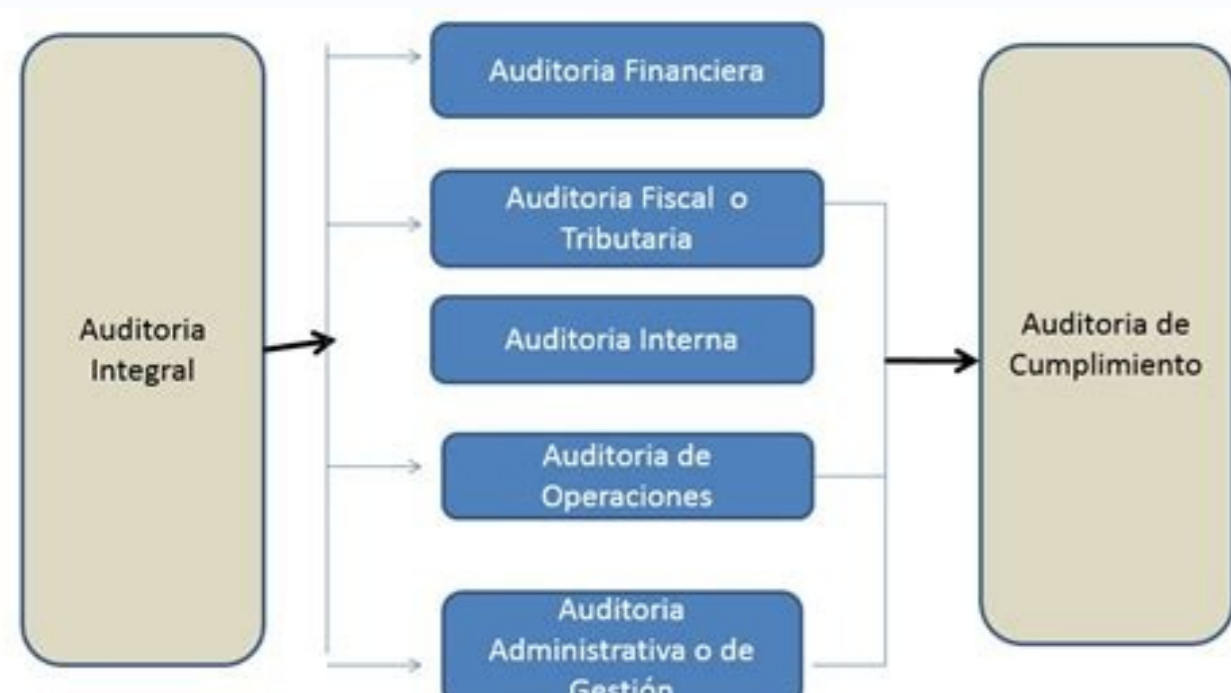 Auditoria
Integral
Auditoria Financiera
Auditoria Fiscal o
Tributaria
Auditoria Interna
Auditoria de
Operaciones
Auditoria
Administrativa o de
Gestión
Auditoria de
Cumplimiento